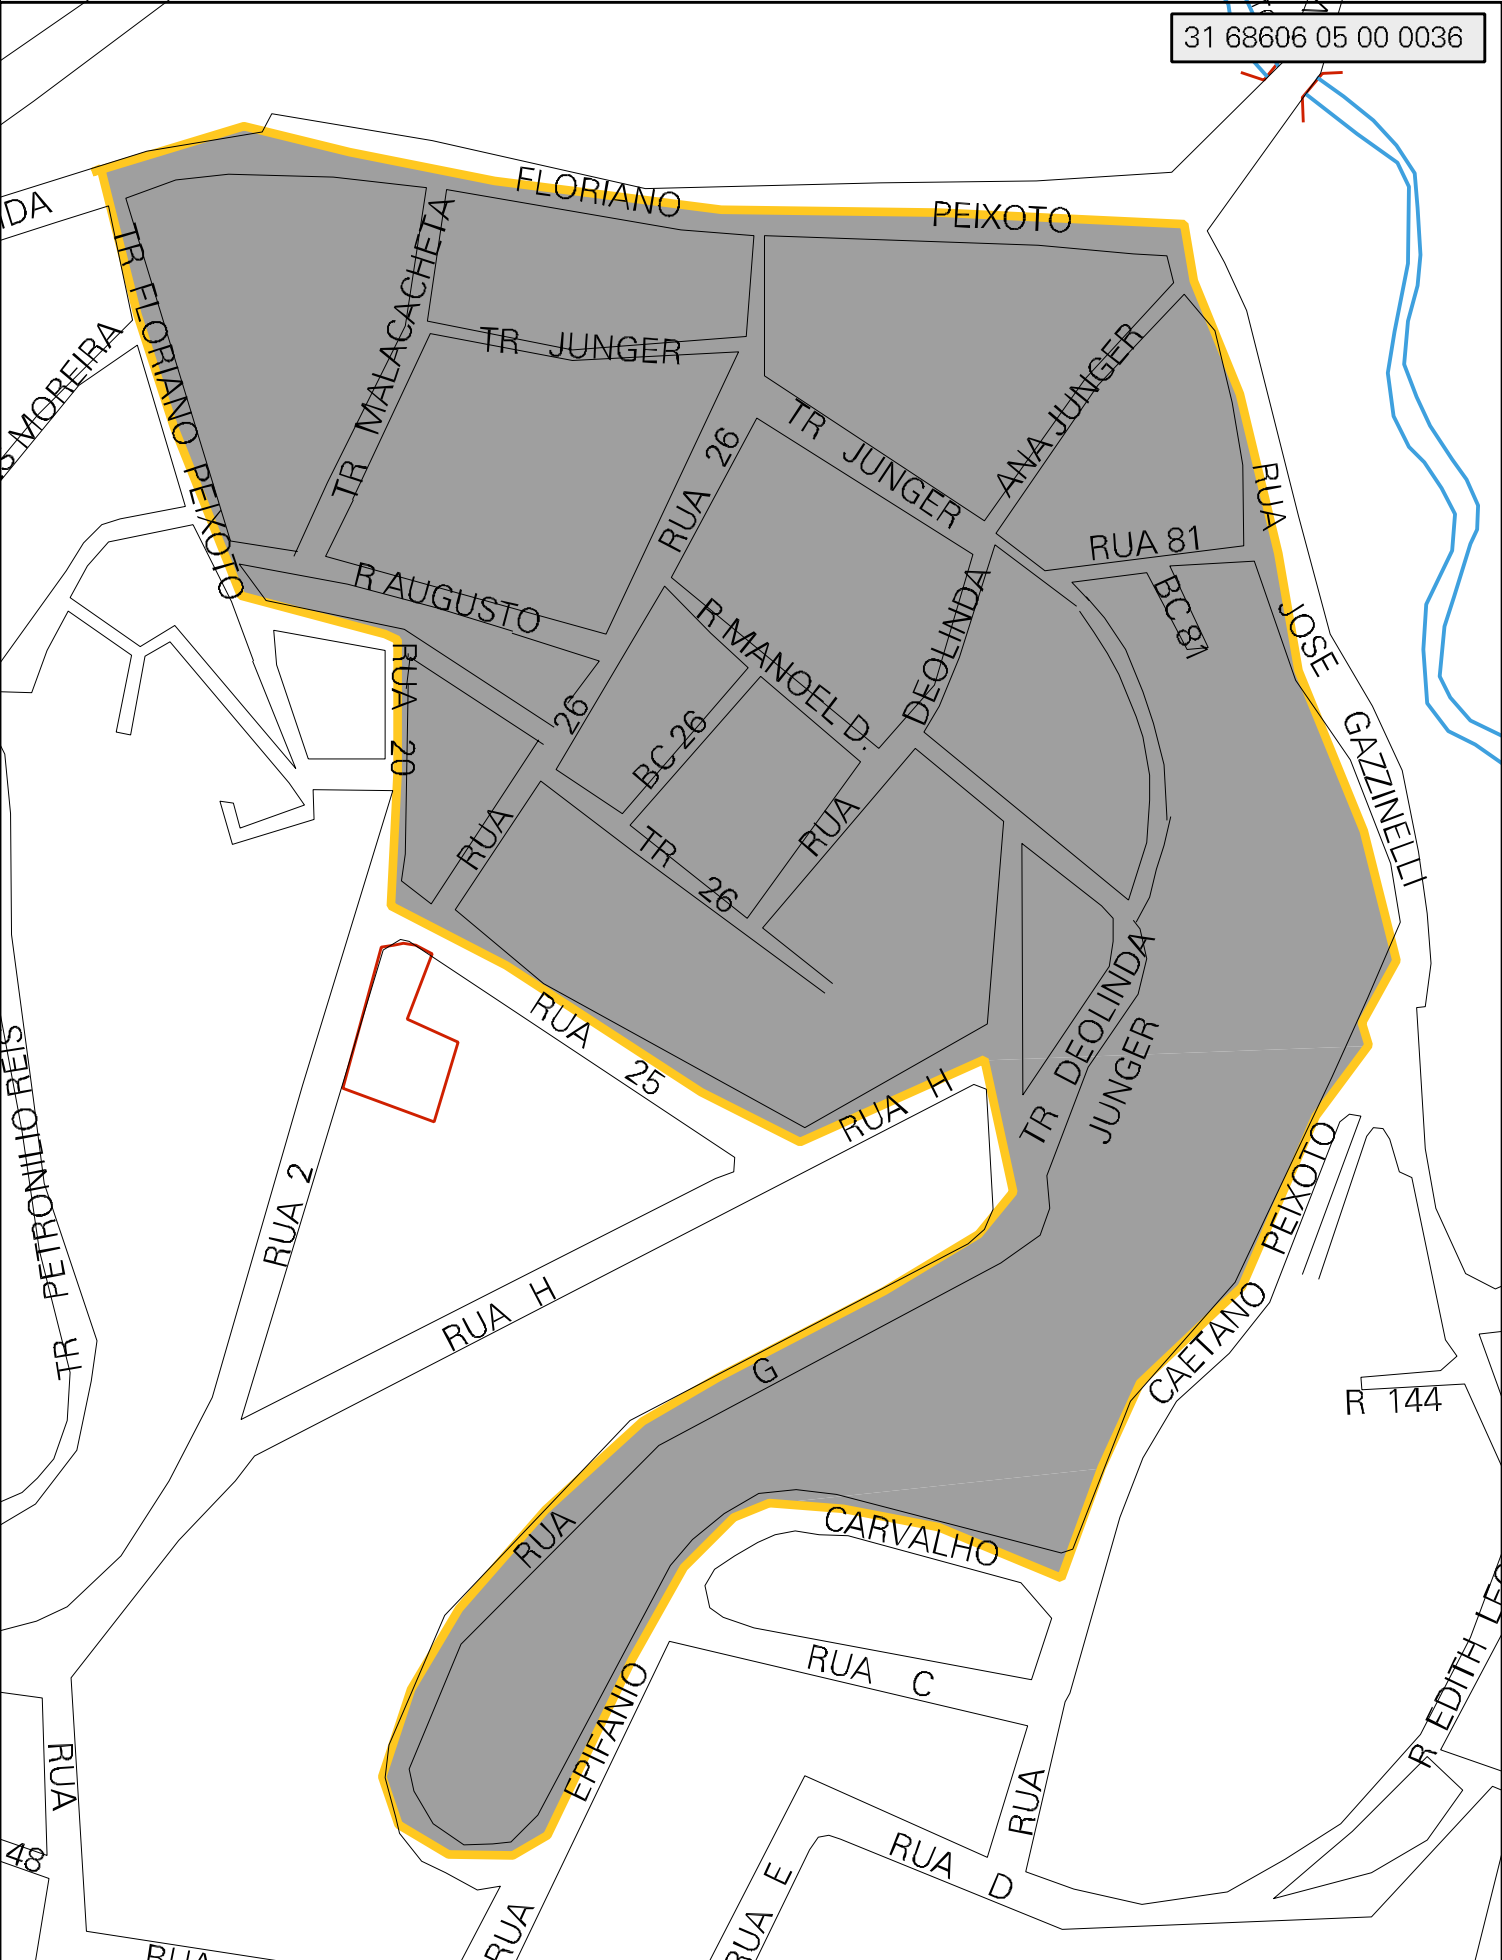 31 68606 05 00 0036
IDA
FLORIANO PEIXOTO
TR FLORIANO PEIXOTO
TR MALACACHETA
TR JUNGER
S MOREIRA
RUA 26
TR JUNGER
ANA JUNGER
RUA 81
BC 81
RUA JOSE GAZZINELLI
R AUGUSTO
R MANOEL D.
DEOLINDA
RUA
RUA 20
RUA 26
BC 26
TR 26
TR DEOLINDA
JUNGER
RUA 25
RUA H
RUA 2
RUA H
TR PETRONILIO REIS
CAETANO PEIXOTO
RUA
R 144
RUA G
CARVALHO
EPIFANIO
RUA
RUA C
RUA D
RUA E
R EDITH
RUA
48
RUA